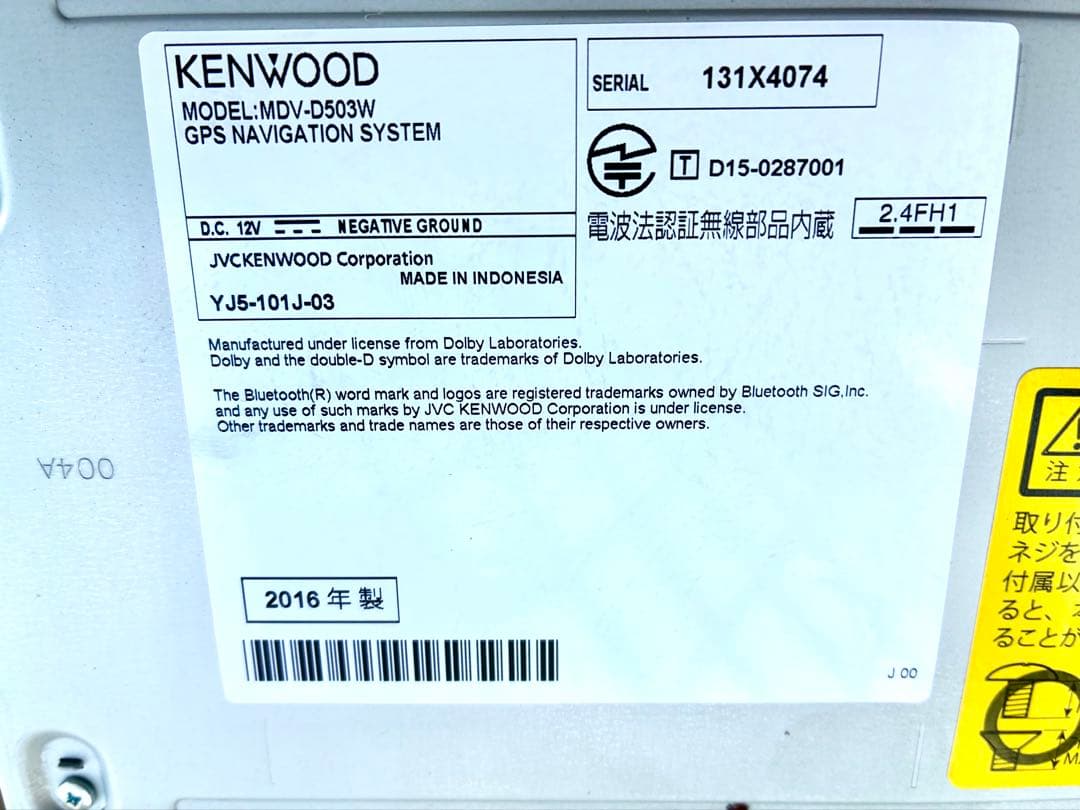 KENWOOD
MODEL:MDV-D503W
GPS NAVIGATION SYSTEM
D.C. 12V NEGATIVE GROUND
JVCKENWOOD Corporation
MADE IN INDONESIA
YJ5-101J-03
SERIAL 131X4074
T D15-0287001
電波法認証無線部品内蔵 2.4FH1
Manufactured under license from Dolby Laboratories.
Dolby and the double-D symbol are trademarks of Dolby Laboratories.
The Bluetooth(R) word mark and logos are registered trademarks owned by Bluetooth SIG,Inc.
and any use of such marks by JVC KENWOOD Corporation is under license.
Other trademarks and trade names are those of their respective owners.
2016 年 製
J 00
004A
注
取り付
ネジを
付属以
ると、
ることが